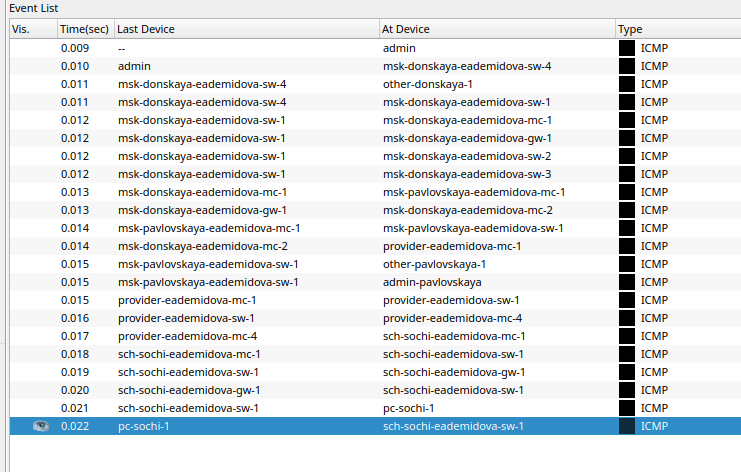 Event List
Vis. Time(sec) Last Device At Device Type
0.009 -- admin ICMP
0.010 admin msk-donskaya-eademidova-sw-4 ICMP
0.011 msk-donskaya-eademidova-sw-4 other-donskaya-1 ICMP
0.011 msk-donskaya-eademidova-sw-4 msk-donskaya-eademidova-sw-1 ICMP
0.012 msk-donskaya-eademidova-sw-1 msk-donskaya-eademidova-mc-1 ICMP
0.012 msk-donskaya-eademidova-sw-1 msk-donskaya-eademidova-gw-1 ICMP
0.012 msk-donskaya-eademidova-sw-1 msk-donskaya-eademidova-sw-2 ICMP
0.012 msk-donskaya-eademidova-sw-1 msk-donskaya-eademidova-sw-3 ICMP
0.013 msk-donskaya-eademidova-mc-1 msk-pavlovskaya-eademidova-mc-1 ICMP
0.013 msk-donskaya-eademidova-gw-1 msk-donskaya-eademidova-mc-2 ICMP
0.014 msk-pavlovskaya-eademidova-mc-1 msk-pavlovskaya-eademidova-sw-1 ICMP
0.014 msk-donskaya-eademidova-mc-2 provider-eademidova-mc-1 ICMP
0.015 msk-pavlovskaya-eademidova-sw-1 other-pavlovskaya-1 ICMP
0.015 msk-pavlovskaya-eademidova-sw-1 admin-pavlovskaya ICMP
0.015 provider-eademidova-mc-1 provider-eademidova-sw-1 ICMP
0.016 provider-eademidova-sw-1 provider-eademidova-mc-4 ICMP
0.017 provider-eademidova-mc-4 sch-sochi-eademidova-mc-1 ICMP
0.018 sch-sochi-eademidova-mc-1 sch-sochi-eademidova-sw-1 ICMP
0.019 sch-sochi-eademidova-sw-1 sch-sochi-eademidova-gw-1 ICMP
0.020 sch-sochi-eademidova-gw-1 sch-sochi-eademidova-sw-1 ICMP
0.021 sch-sochi-eademidova-sw-1 pc-sochi-1 ICMP
0.022 pc-sochi-1 sch-sochi-eademidova-sw-1 ICMP